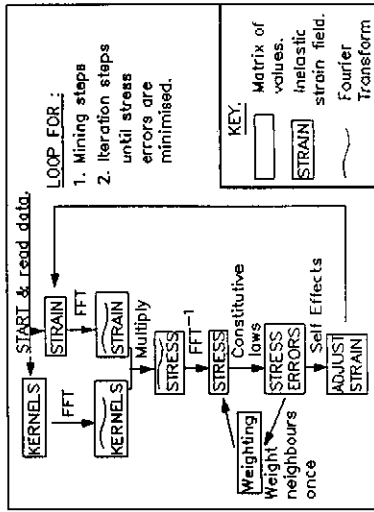 START & read data.
KERNELS
STRAIN
FFT
FFT
KERNELS
STRAIN
Multiply
STRESS
FFT-1
STRESS
Constitutive
laws
Weighting
Weight
neighbours
once
STRESS
ERRORS
Self Effects
ADJUST
STRAIN
LOOP FOR :
1. Mining steps
2. Iteration steps
until stress
errors are
minimised.
KEY:
Matrix of
values.
STRAIN
Inelastic
strain field.
Fourier
Transform